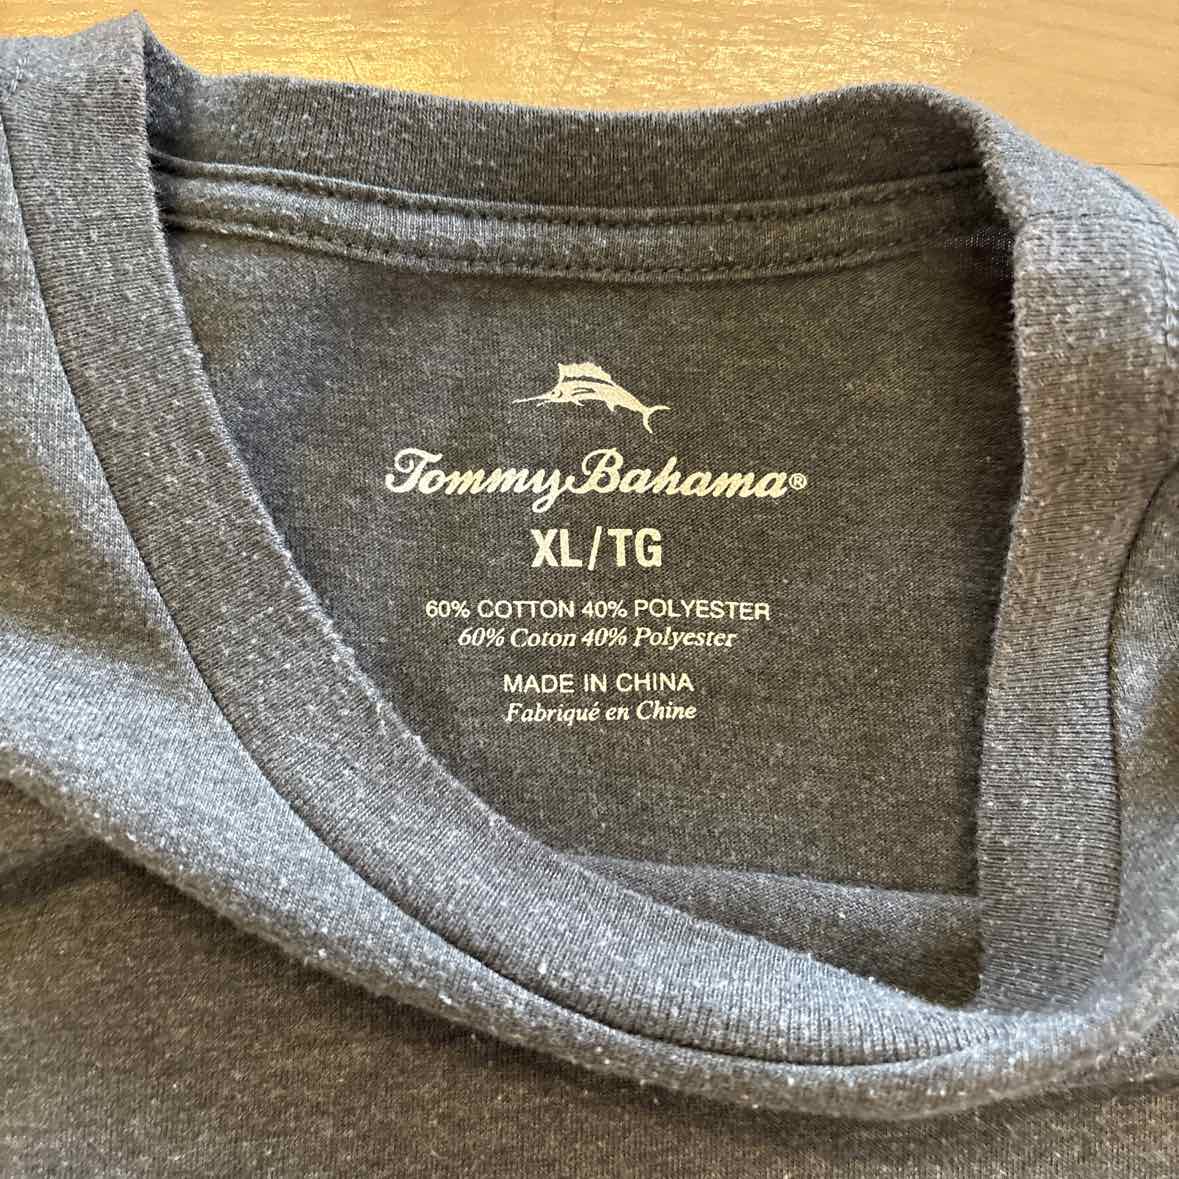 Tommy Bahama®
XL/TG
60% COTTON 40% POLYESTER
60% Coton 40% Polyester
MADE IN CHINA
Fabriqué en Chine